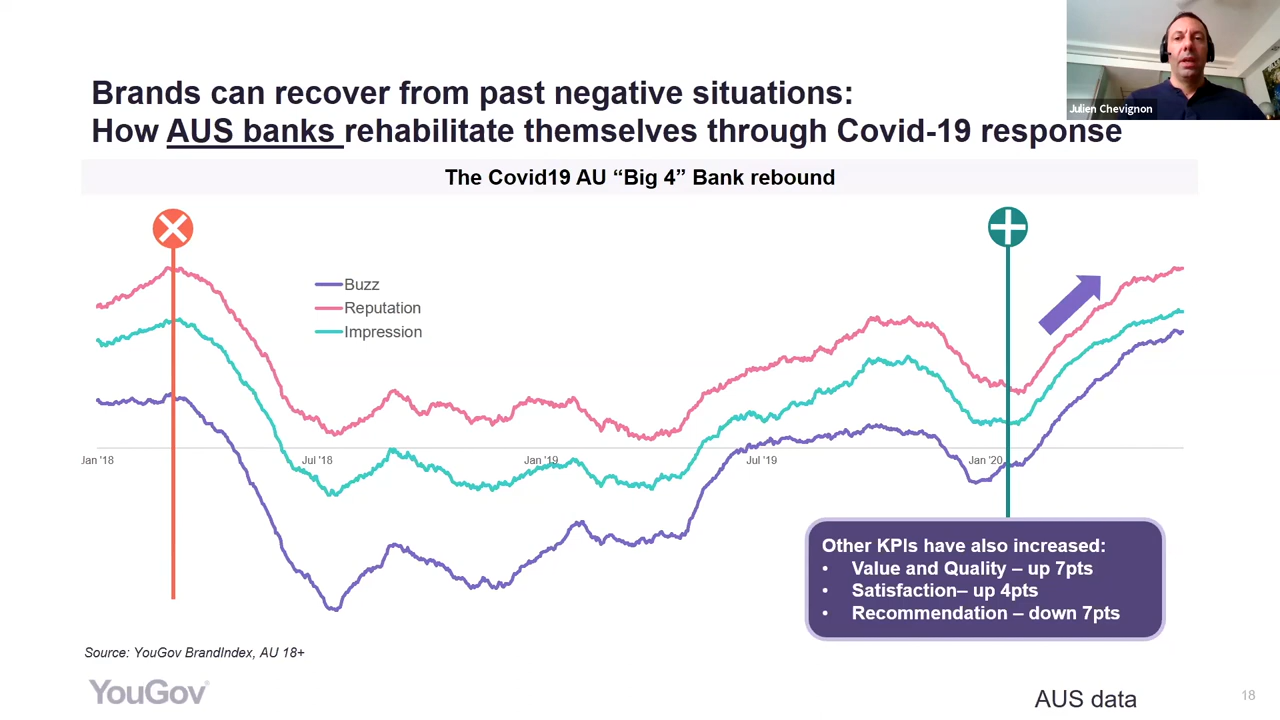 Julien Chevignon
Brands can recover from past negative situations:
How AUS banks rehabilitate themselves through Covid-19 response
The Covid19 AU “Big 4” Bank rebound
Buzz
Reputation
Impression
Jan '18
Jul '18
Jan '19
Jul '19
Jan '20
Other KPIs have also increased:
• Value and Quality – up 7pts
• Satisfaction– up 4pts
• Recommendation – down 7pts
Source: YouGov BrandIndex, AU 18+
YouGov®
AUS data
18